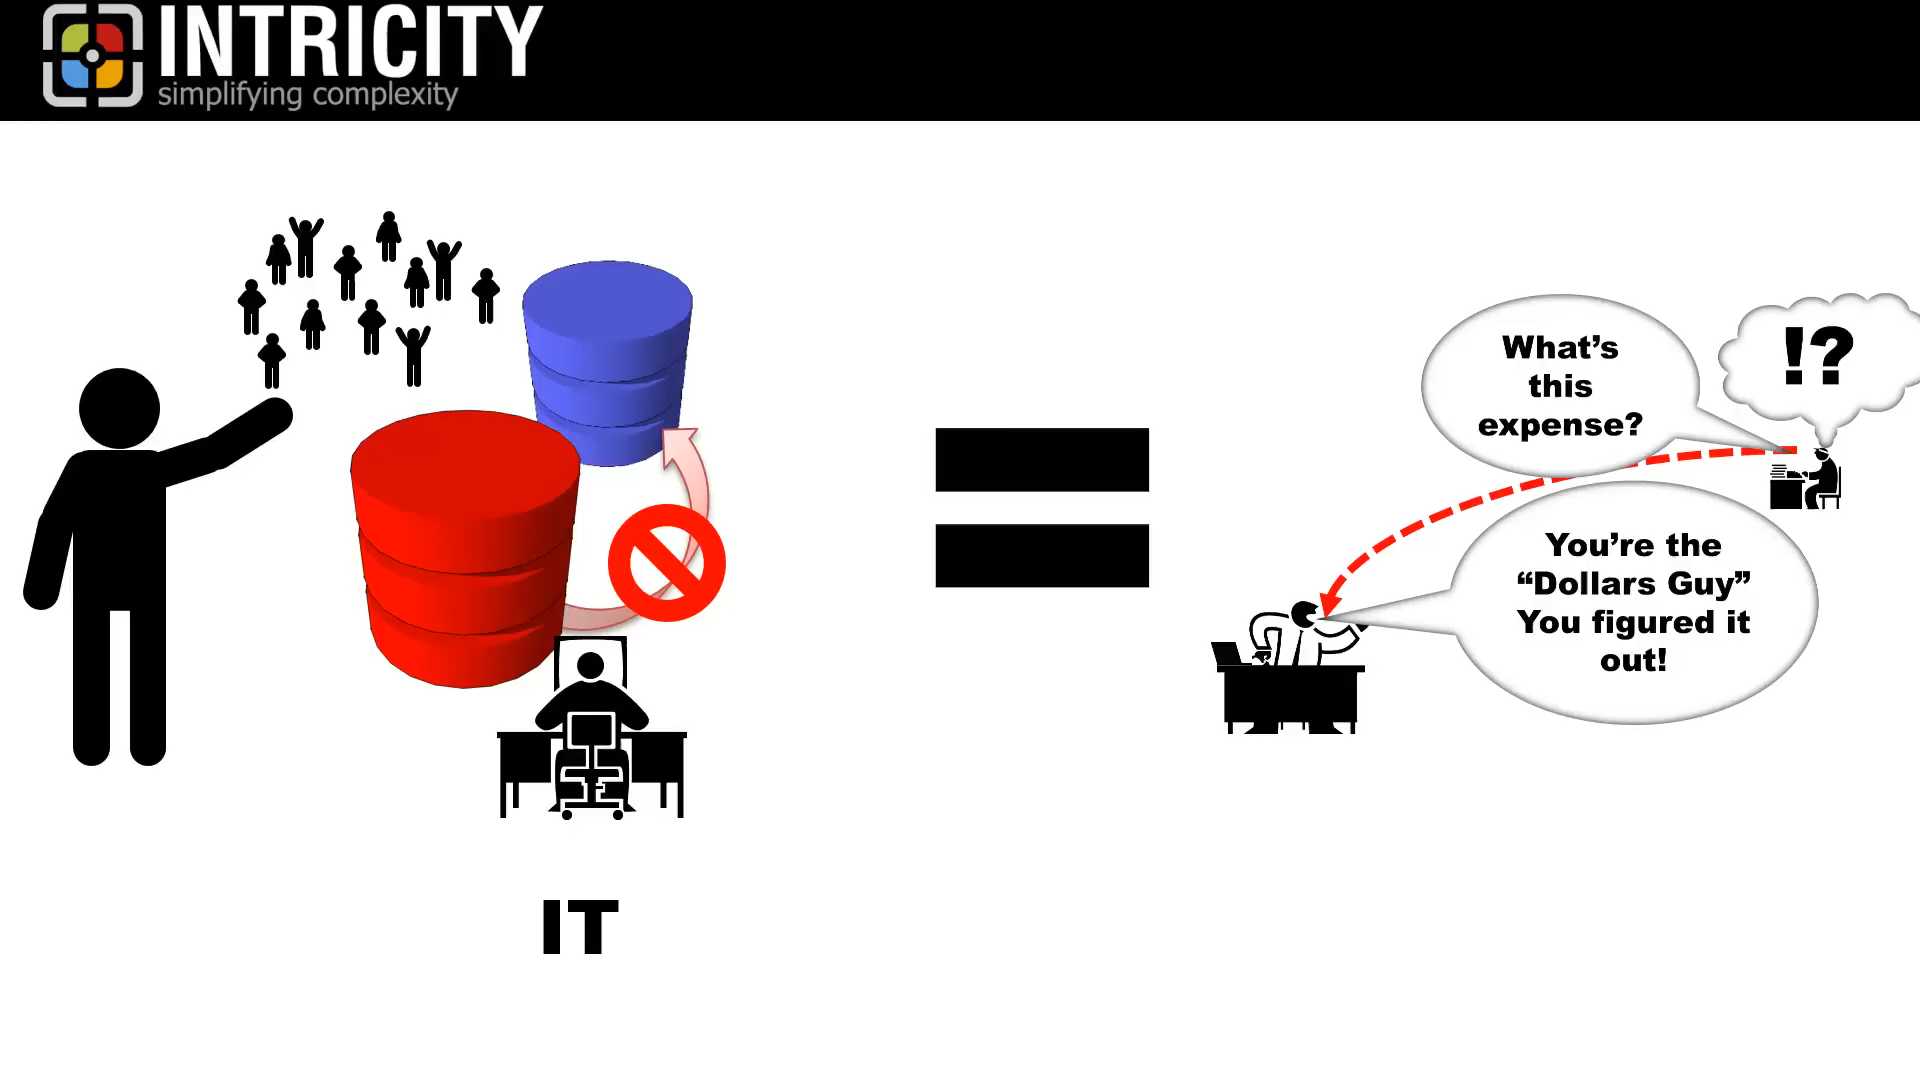 INTRICITY
simplifying complexity
What's
this
expense?
!?
You're the
“Dollars Guy”
You figured it
out!
IT